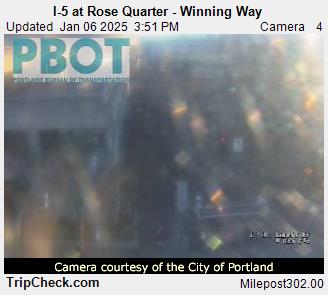 I-5 at Rose Quarter - Winning Way
Updated Jan 06 2025 3:51 PM Camera 4
PBOT
PORTLAND BUREAU OF TRANSPORTATION
Camera courtesy of the City of Portland
TripCheck.com Milepost302.00